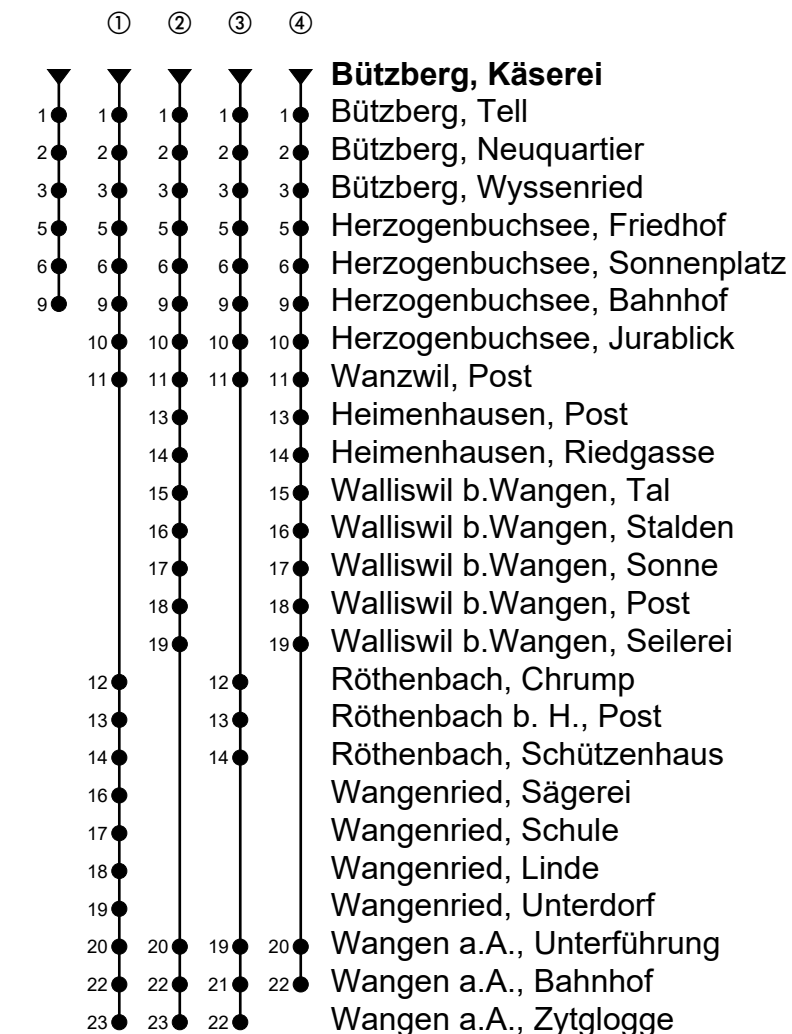 ① ② ③ ④
Bützberg, Käserei
1 1 1 1 1 Bützberg, Tell
2 2 2 2 2 Bützberg, Neuquartier
3 3 3 3 3 Bützberg, Wyssenried
5 5 5 5 5 Herzogenbuchsee, Friedhof
6 6 6 6 6 Herzogenbuchsee, Sonnenplatz
9 9 9 9 9 Herzogenbuchsee, Bahnhof
10 10 10 10 Herzogenbuchsee, Jurablick
11 11 11 11 Wanzwil, Post
13 13 Heimenhausen, Post
14 14 Heimenhausen, Riedgasse
15 15 Walliswil b.Wangen, Tal
16 16 Walliswil b.Wangen, Stalden
17 17 Walliswil b.Wangen, Sonne
18 18 Walliswil b.Wangen, Post
19 19 Walliswil b.Wangen, Seilerei
12 12 Röthenbach, Chrump
13 13 Röthenbach b. H., Post
14 14 Röthenbach, Schützenhaus
16 Wangenried, Sägerei
17 Wangenried, Schule
18 Wangenried, Linde
19 Wangenried, Unterdorf
20 20 19 20 Wangen a.A., Unterführung
22 22 21 22 Wangen a.A., Bahnhof
23 23 22 Wangen a.A., Zytglogge